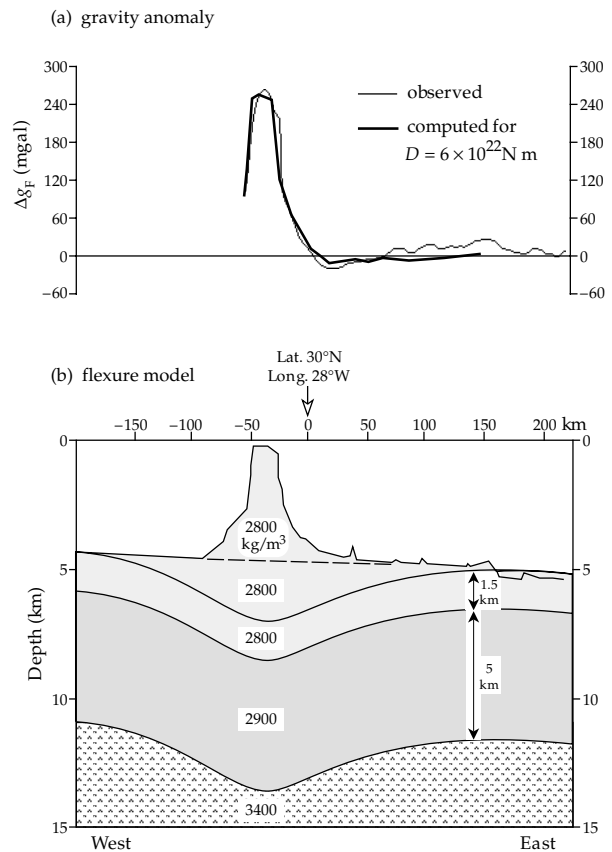 (a) gravity anomaly
300 300
240 240
180 180
120 120
60 60
0 0
−60 −60
Δg_F (mgal)
observed
computed for
D = 6 × 10²² N m
Lat. 30°N
Long. 28°W
(b) flexure model
−150 −100 −50 0 50 100 150 200 km
0 0
5 5
10 10
15 15
Depth (km)
2800
kg/m³
2800
2800
2900
3400
1.5
km
5
km
West East